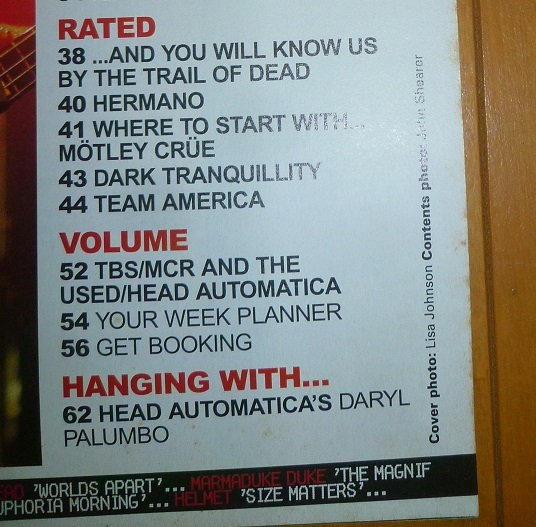 RATED
38 ...AND YOU WILL KNOW US
BY THE TRAIL OF DEAD
40 HERMANO
41 WHERE TO START WITH...
MÖTLEY CRÜE
43 DARK TRANQUILLITY
44 TEAM AMERICA
VOLUME
52 TBS/MCR AND THE
USED/HEAD AUTOMATICA
54 YOUR WEEK PLANNER
56 GET BOOKING
HANGING WITH...
62 HEAD AUTOMATICA'S DARYL
PALUMBO
Cover photo: Lisa Johnson Contents photo: John Shearer
'WORLDS APART'... MARMADUKE DUKE 'THE MAGNIF
UPHORIA MORNING'... HELMET 'SIZE MATTERS'...